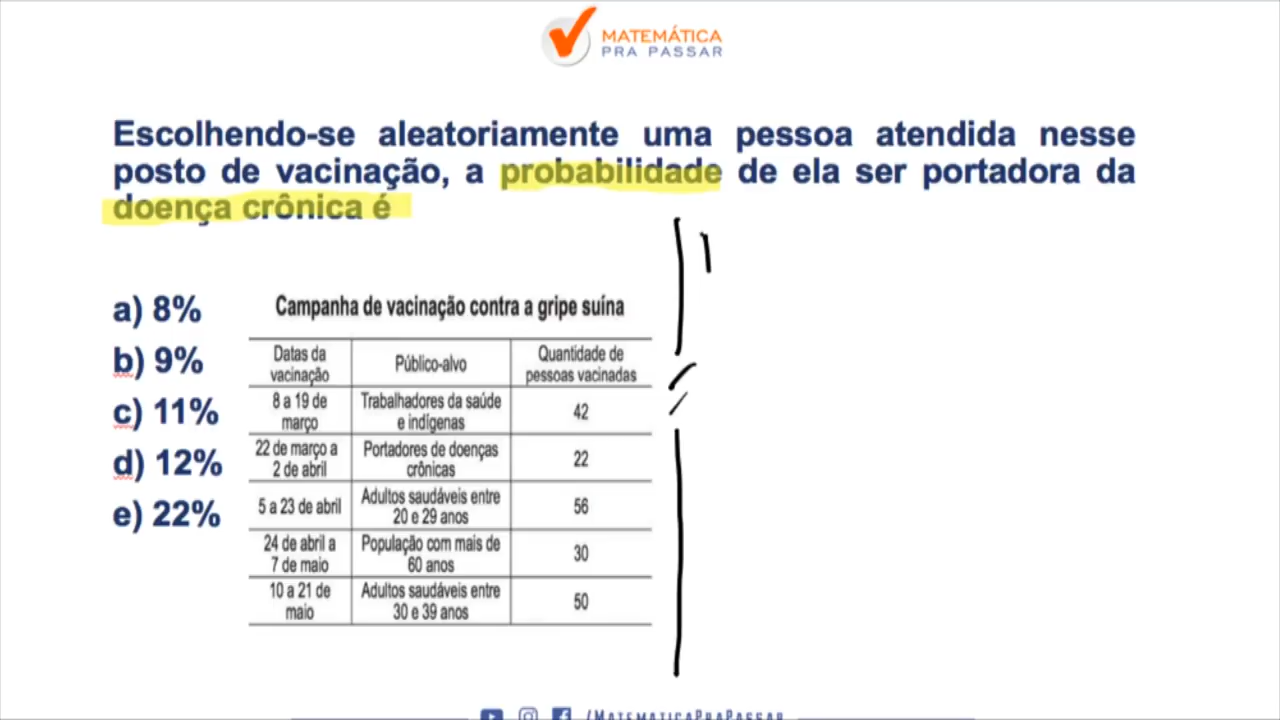 MATEMÁTICA
PRA PASSAR
Escolhendo-se aleatoriamente uma pessoa atendida nesse
posto de vacinação, a probabilidade de ela ser portadora da
doença crônica é
a) 8%
b) 9%
c) 11%
d) 12%
e) 22%
Campanha de vacinação contra a gripe suína
Datas da
vacinação
Público-alvo
Quantidade de
pessoas vacinadas
8 a 19 de
março
Trabalhadores da saúde
e indígenas
42
22 de março a
2 de abril
Portadores de doenças
crônicas
22
5 a 23 de abril
Adultos saudáveis entre
20 e 29 anos
56
24 de abril a
7 de maio
População com mais de
60 anos
30
10 a 21 de
maio
Adultos saudáveis entre
30 e 39 anos
50
/MATEMATICAPRAPASSAR